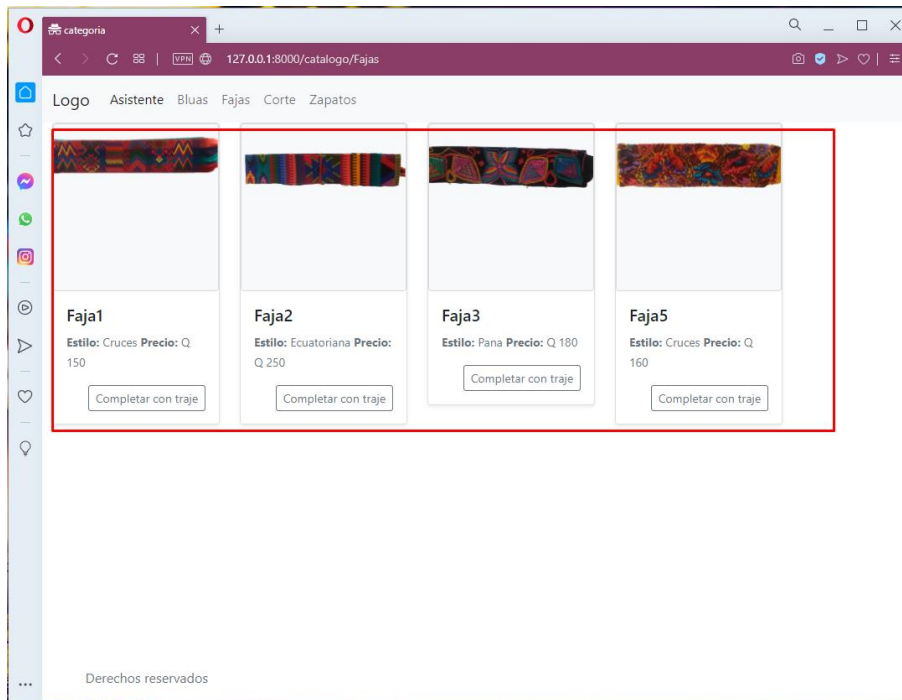 categoria
VPN 127.0.0.1:8000/catalogo/Fajas
Logo Asistente Bluas Fajas Corte Zapatos
Faja1
Estilo: Cruces Precio: Q
150
Completar con traje
Faja2
Estilo: Ecuatoriana Precio:
Q 250
Completar con traje
Faja3
Estilo: Pana Precio: Q 180
Completar con traje
Faja5
Estilo: Cruces Precio: Q
160
Completar con traje
Derechos reservados